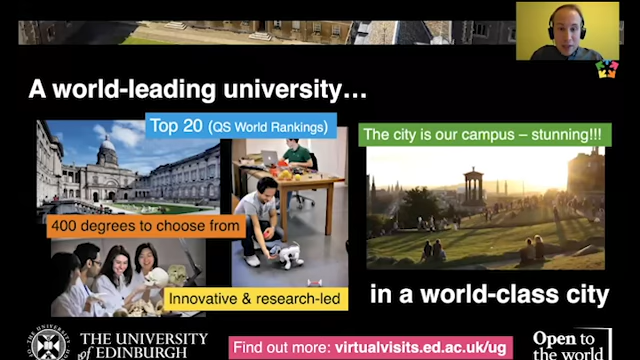 A world-leading university…
Top 20 (QS World Rankings)
The city is our campus – stunning!!!
400 degrees to choose from
Innovative & research-led
in a world-class city
THE UNIVERSITY
of EDINBURGH
Find out more: virtualvisits.ed.ac.uk/ug
Open to
the world